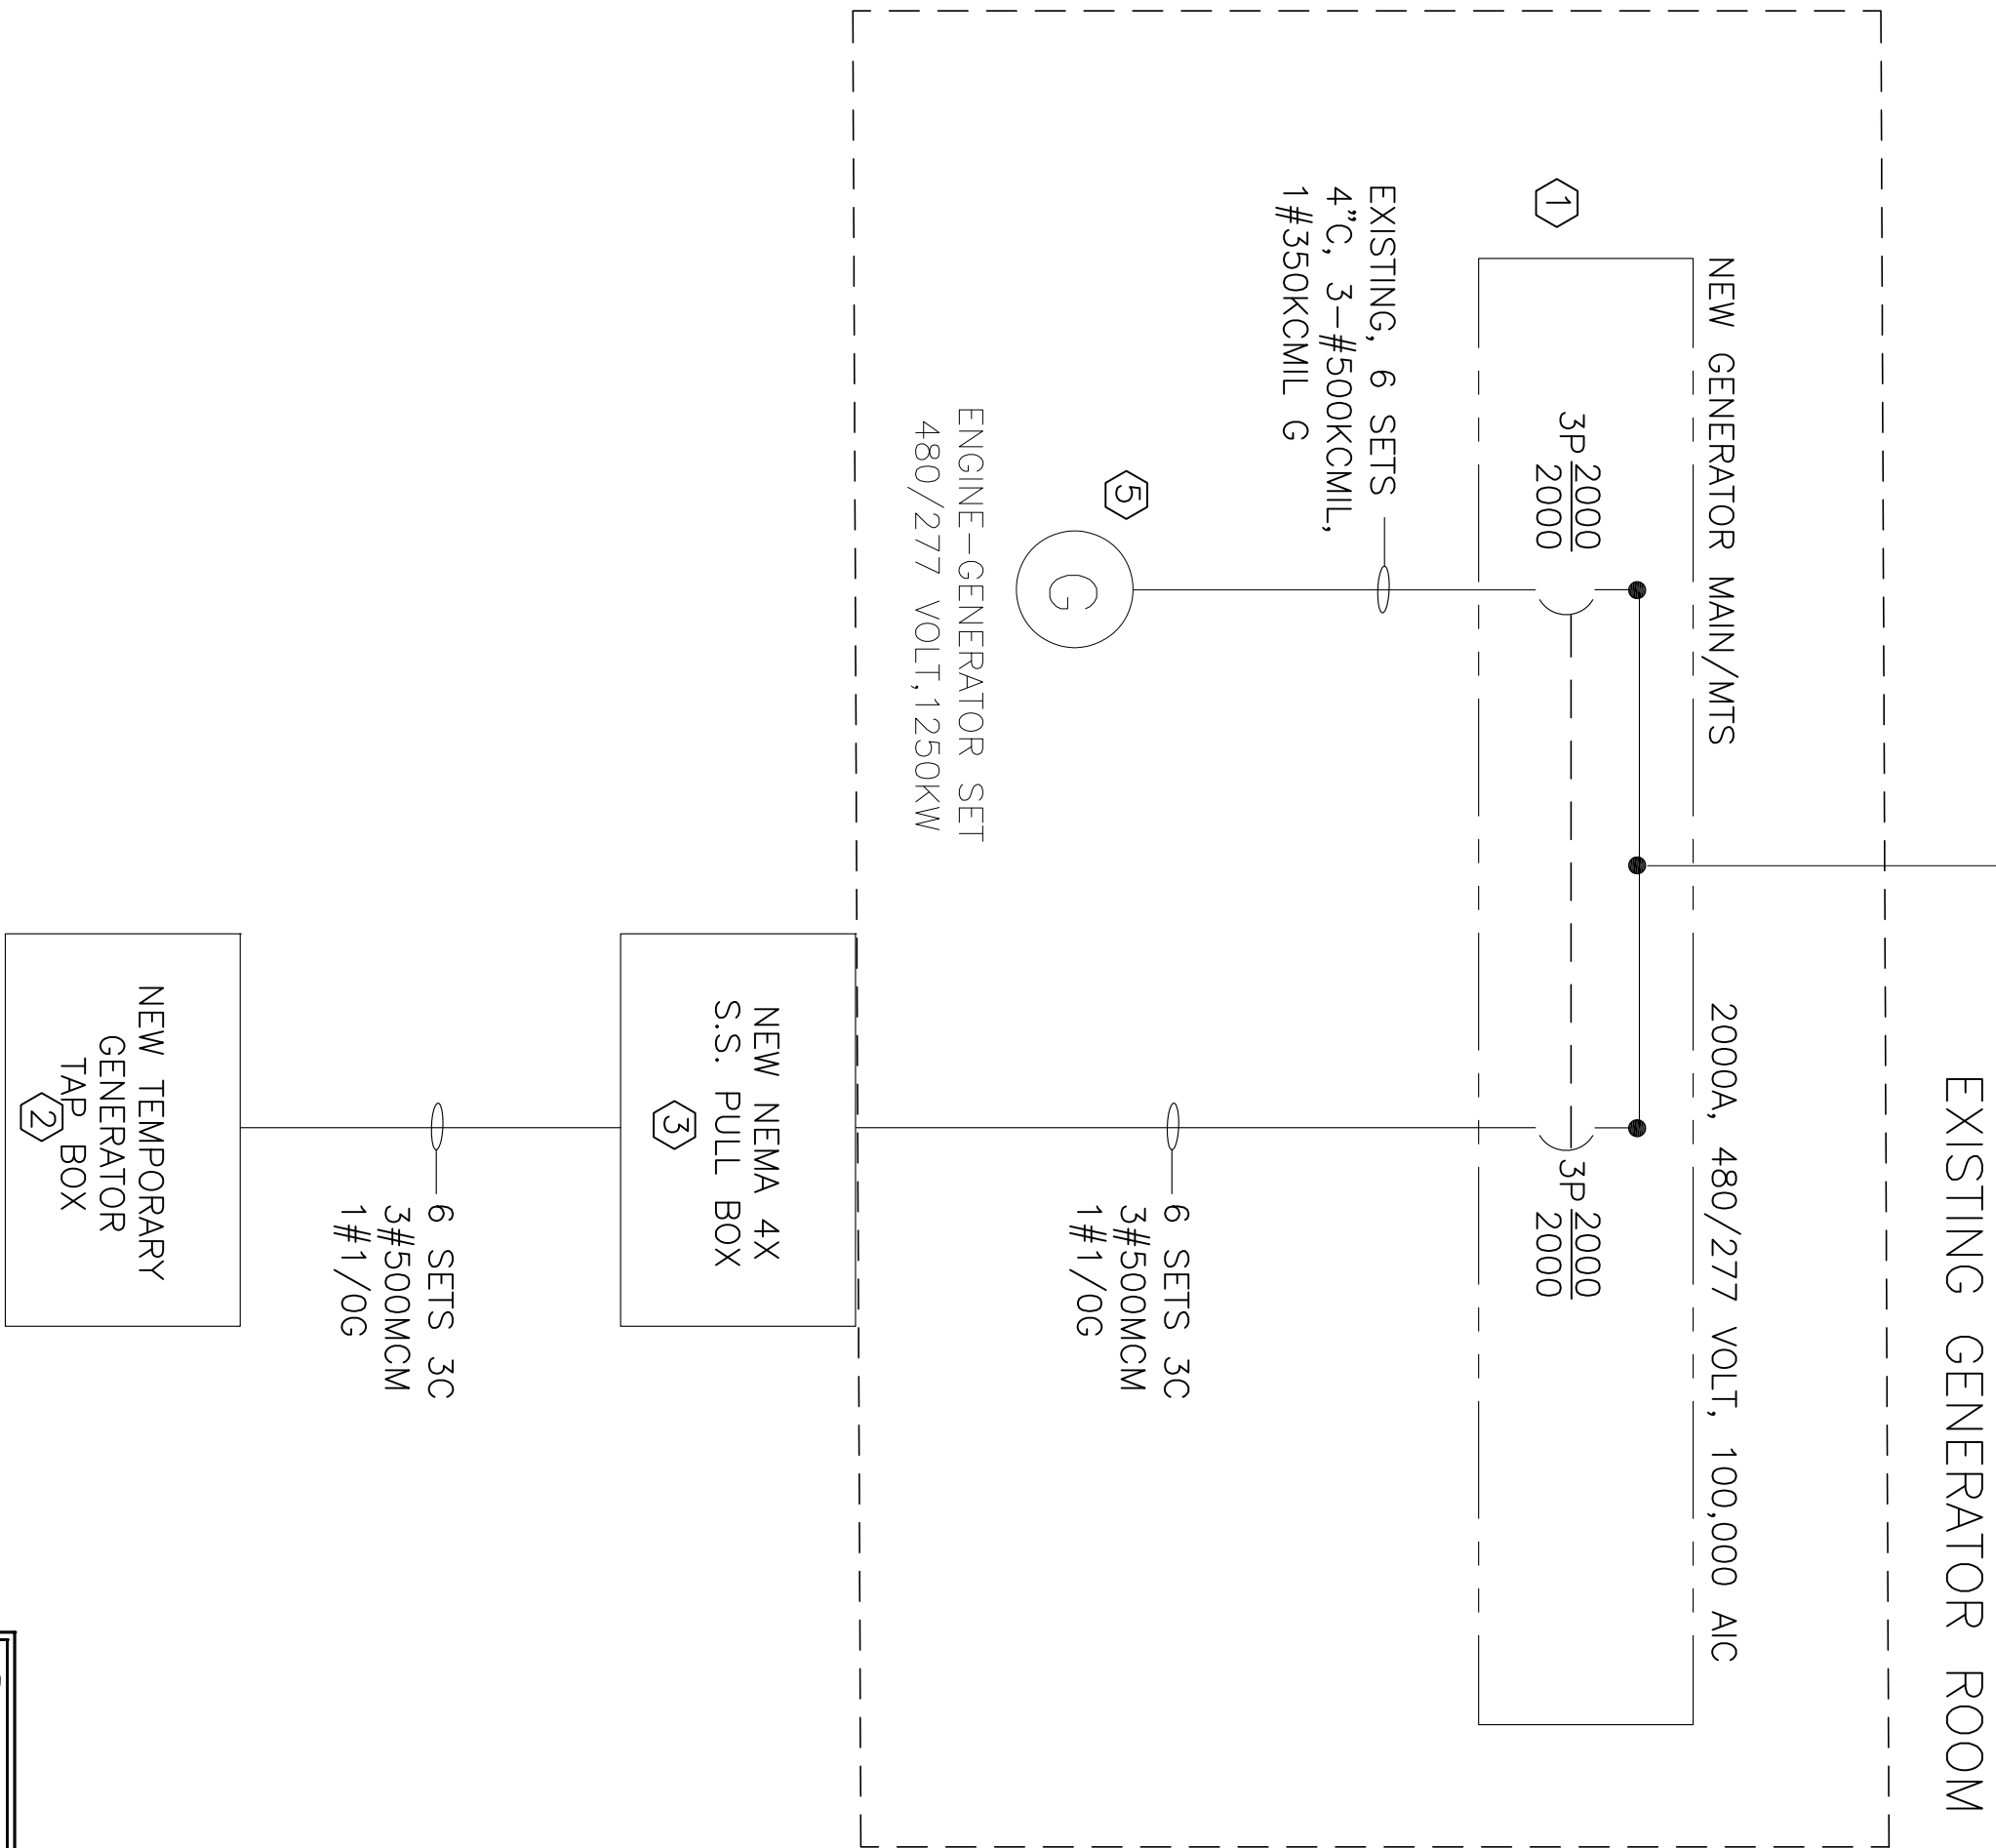 EXISTING GENERATOR ROOM
NEW GENERATOR MAIN/MTS
2000A, 480/277 VOLT, 100,000 AIC
1
3P 2000
2000
3P 2000
2000
EXISTING, 6 SETS
4"C, 3-#500KCMIL,
1#350KCMIL G
5
G
ENGINE-GENERATOR SET
480/277 VOLT,1250KW
6 SETS 3C
3#500MCM
1#1/0G
NEW NEMA 4X
S.S. PULL BOX
3
6 SETS 3C
3#500MCM
1#1/0G
NEW TEMPORARY
GENERATOR
TAP BOX
2